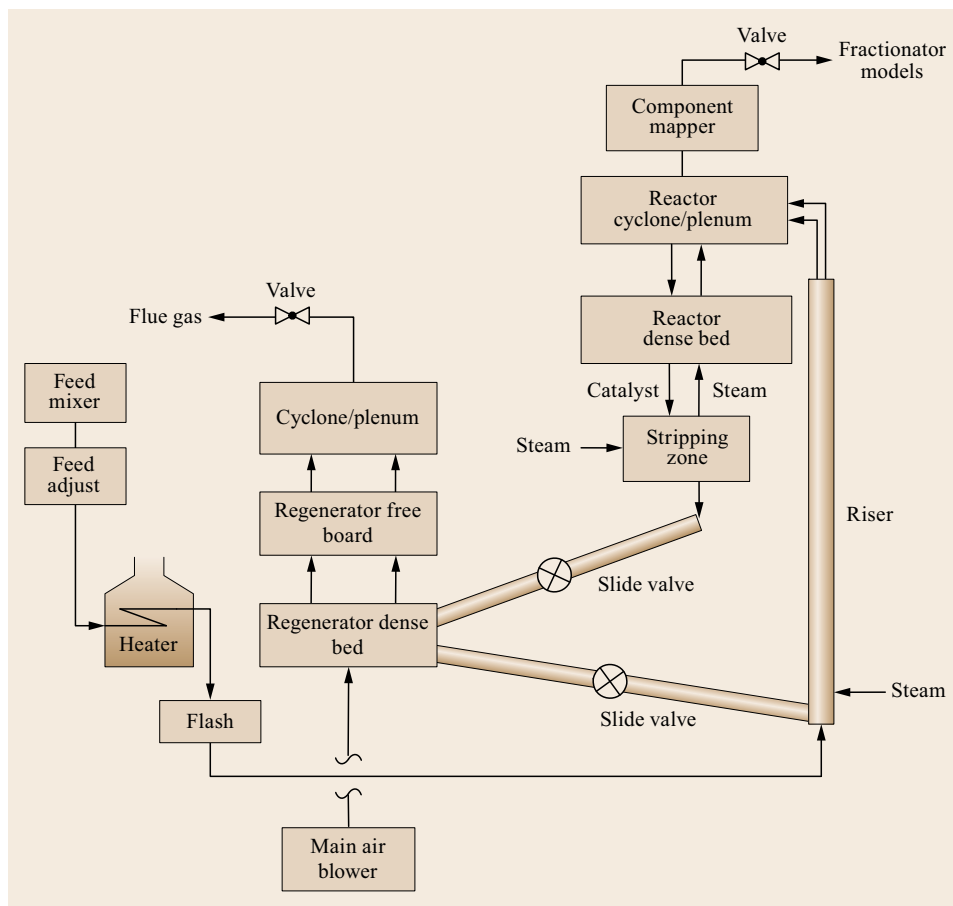 Valve
Fractionator
models
Component
mapper
Reactor
cyclone/plenum
Valve
Flue gas
Reactor
dense bed
Feed
mixer
Catalyst
Steam
Cyclone/plenum
Steam
Stripping
zone
Feed
adjust
Regenerator free
board
Riser
Slide valve
Regenerator dense
bed
Heater
Steam
Flash
Slide valve
Main air
blower